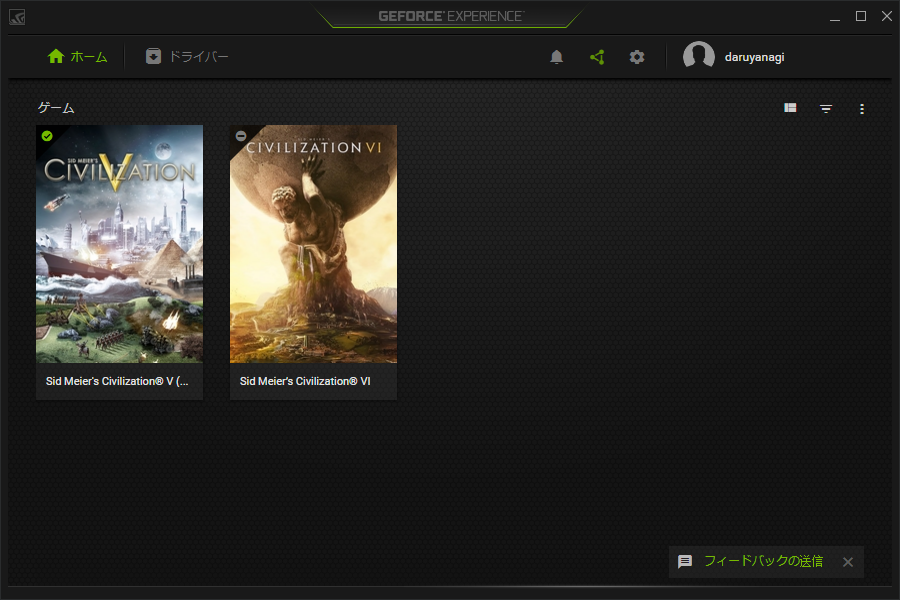 GEFORCE EXPERIENCE
ホーム
ドライバー
daruyanagi
ゲーム
SID MEIER'S
CIVILIZATION V
SID MEIER'S
CIVILIZATION VI
Sid Meier's Civilization® V (...
Sid Meier's Civilization® VI
フィードバックの送信